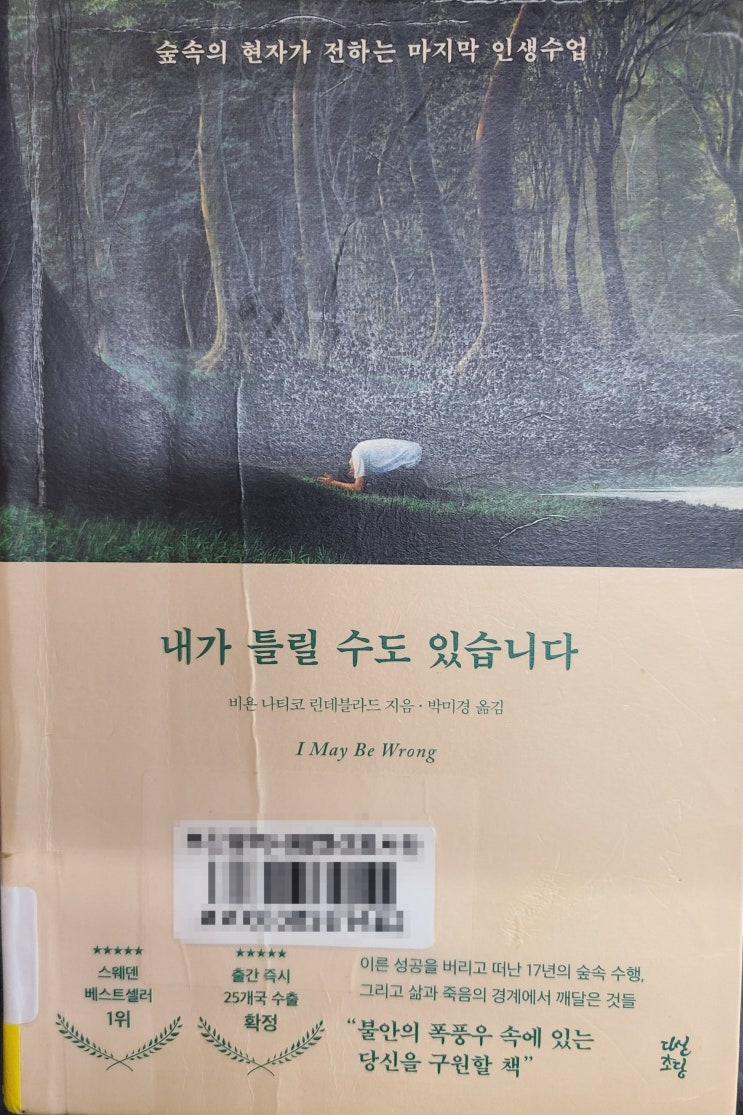 숲속의 현자가 전하는 마지막 인생수업
내가 틀릴 수도 있습니다
비욘 나티코 린데블라드 지음 · 박미경 옮김
I May Be Wrong
★★★★★
스웨덴
베스트셀러
1위
★★★★★
출간 즉시
25개국 수출
확정
이른 성공을 버리고 떠난 17년의 숲속 수행,
그리고 삶과 죽음의 경계에서 깨달은 것들
“불안의 폭풍우 속에 있는
당신을 구원할 책”
다산
초당